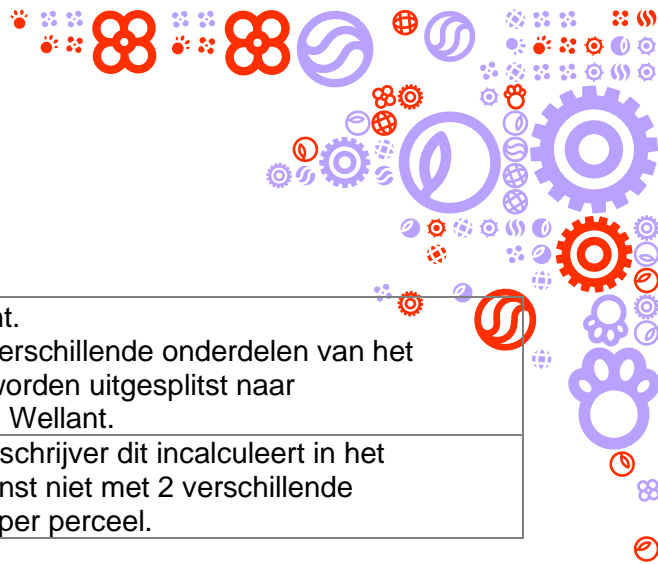 nt.
erschillende onderdelen van het
worden uitgesplitst naar
Wellant.
schrijver dit incalculeert in het
nst niet met 2 verschillende
per perceel.